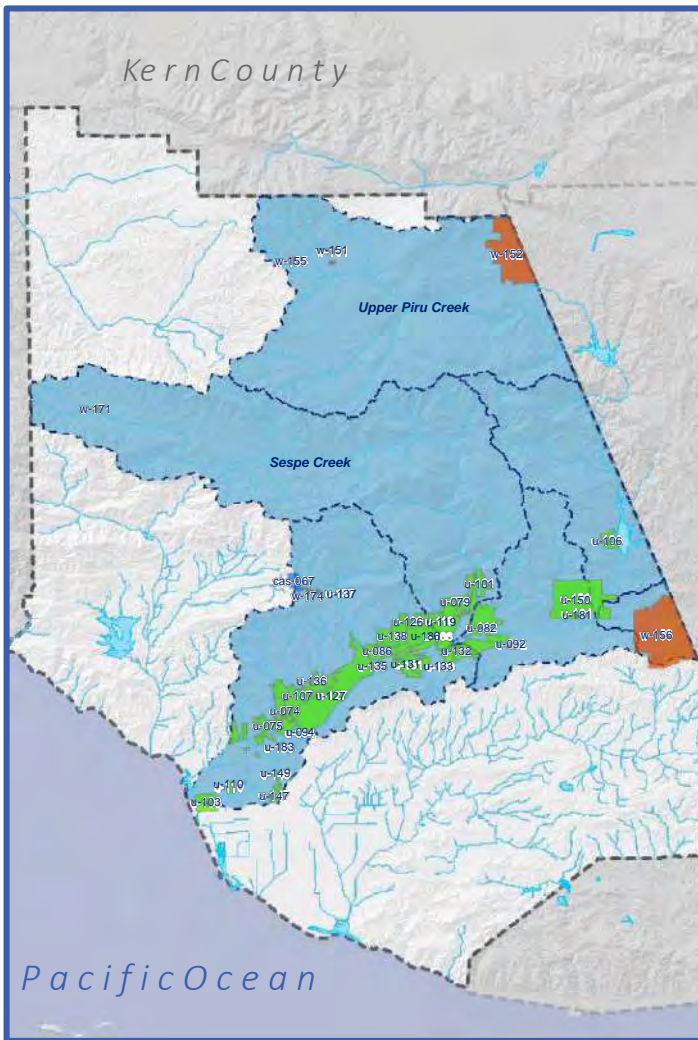 Kern County
w-151
w-155
w-152
Upper Piru Creek
w-171
Sespe Creek
u-106
cas-067
w-174
u-137
u-101
u-079
u-150
u-181
u-126
u-119
u-138
u-082
u-092
u-086
u-132
u-135
u-131
u-133
w-156
u-136
u-107
u-127
u-074
u-075
u-094
u-183
u-149
u-110
u-147
u-103
Pacific Ocean